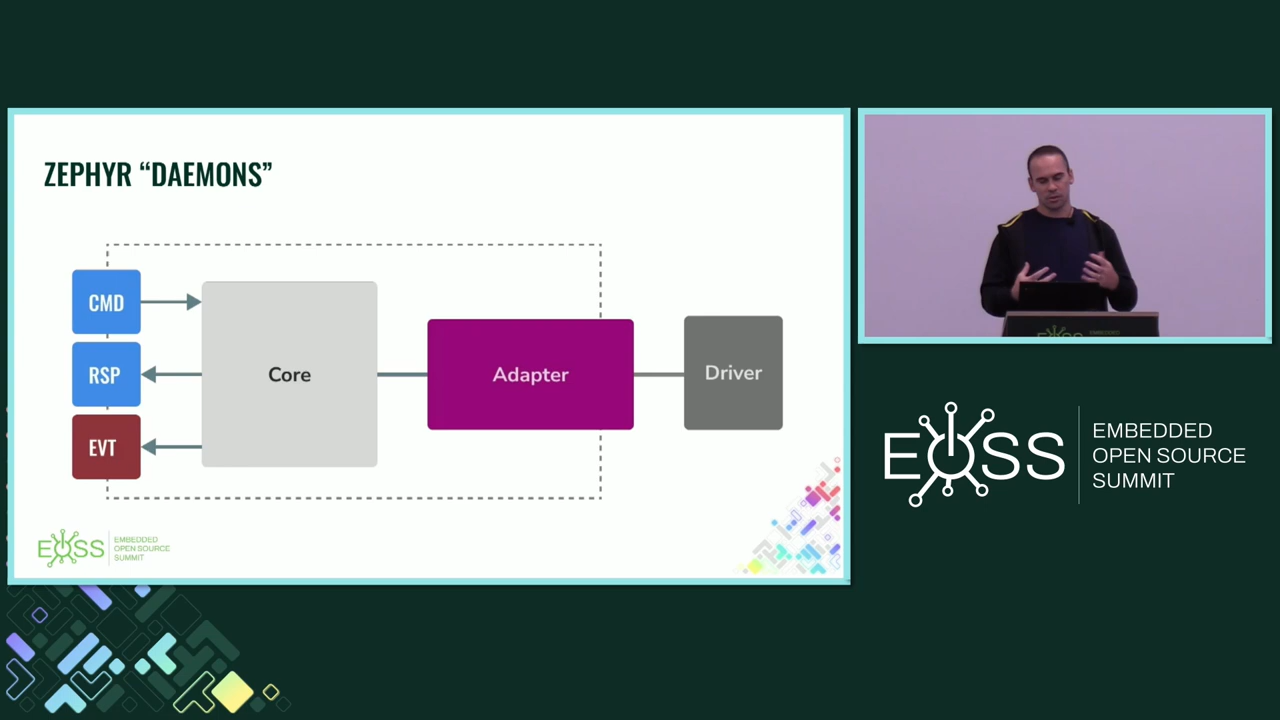 ZEPHYR “DAEMONS”
CMD
RSP
EVT
Core
Adapter
Driver
EOSS
EMBEDDED
OPEN SOURCE
SUMMIT
EOSS
EMBEDDED
OPEN SOURCE
SUMMIT